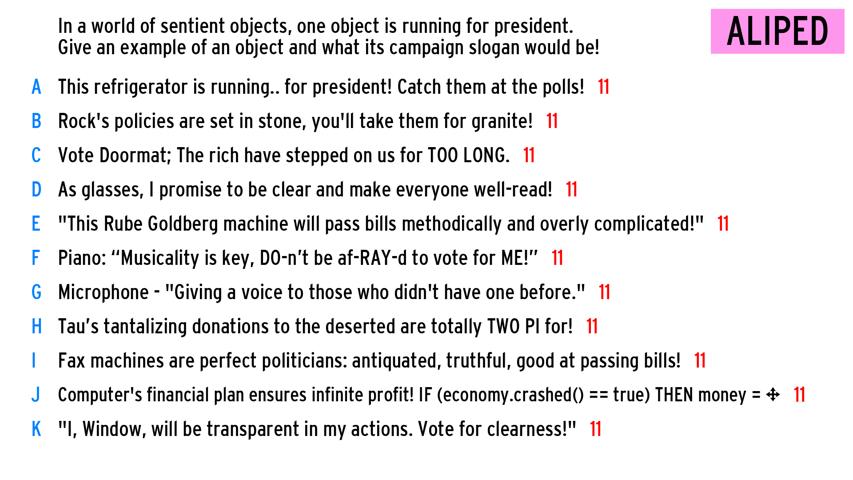 In a world of sentient objects, one object is running for president.
Give an example of an object and what its campaign slogan would be!
ALIPED
A This refrigerator is running.. for president! Catch them at the polls! 11
B Rock's policies are set in stone, you'll take them for granite! 11
C Vote Doormat; The rich have stepped on us for TOO LONG. 11
D As glasses, I promise to be clear and make everyone well-read! 11
E "This Rube Goldberg machine will pass bills methodically and overly complicated!" 11
F Piano: “Musicality is key, DO-n’t be af-RAY-d to vote for ME!” 11
G Microphone - "Giving a voice to those who didn't have one before." 11
H Tau’s tantalizing donations to the deserted are totally TWO PI for! 11
I Fax machines are perfect politicians: antiquated, truthful, good at passing bills! 11
J Computer's financial plan ensures infinite profit! IF (economy.crashed() == true) THEN money = ✥ 11
K "I, Window, will be transparent in my actions. Vote for clearness!" 11